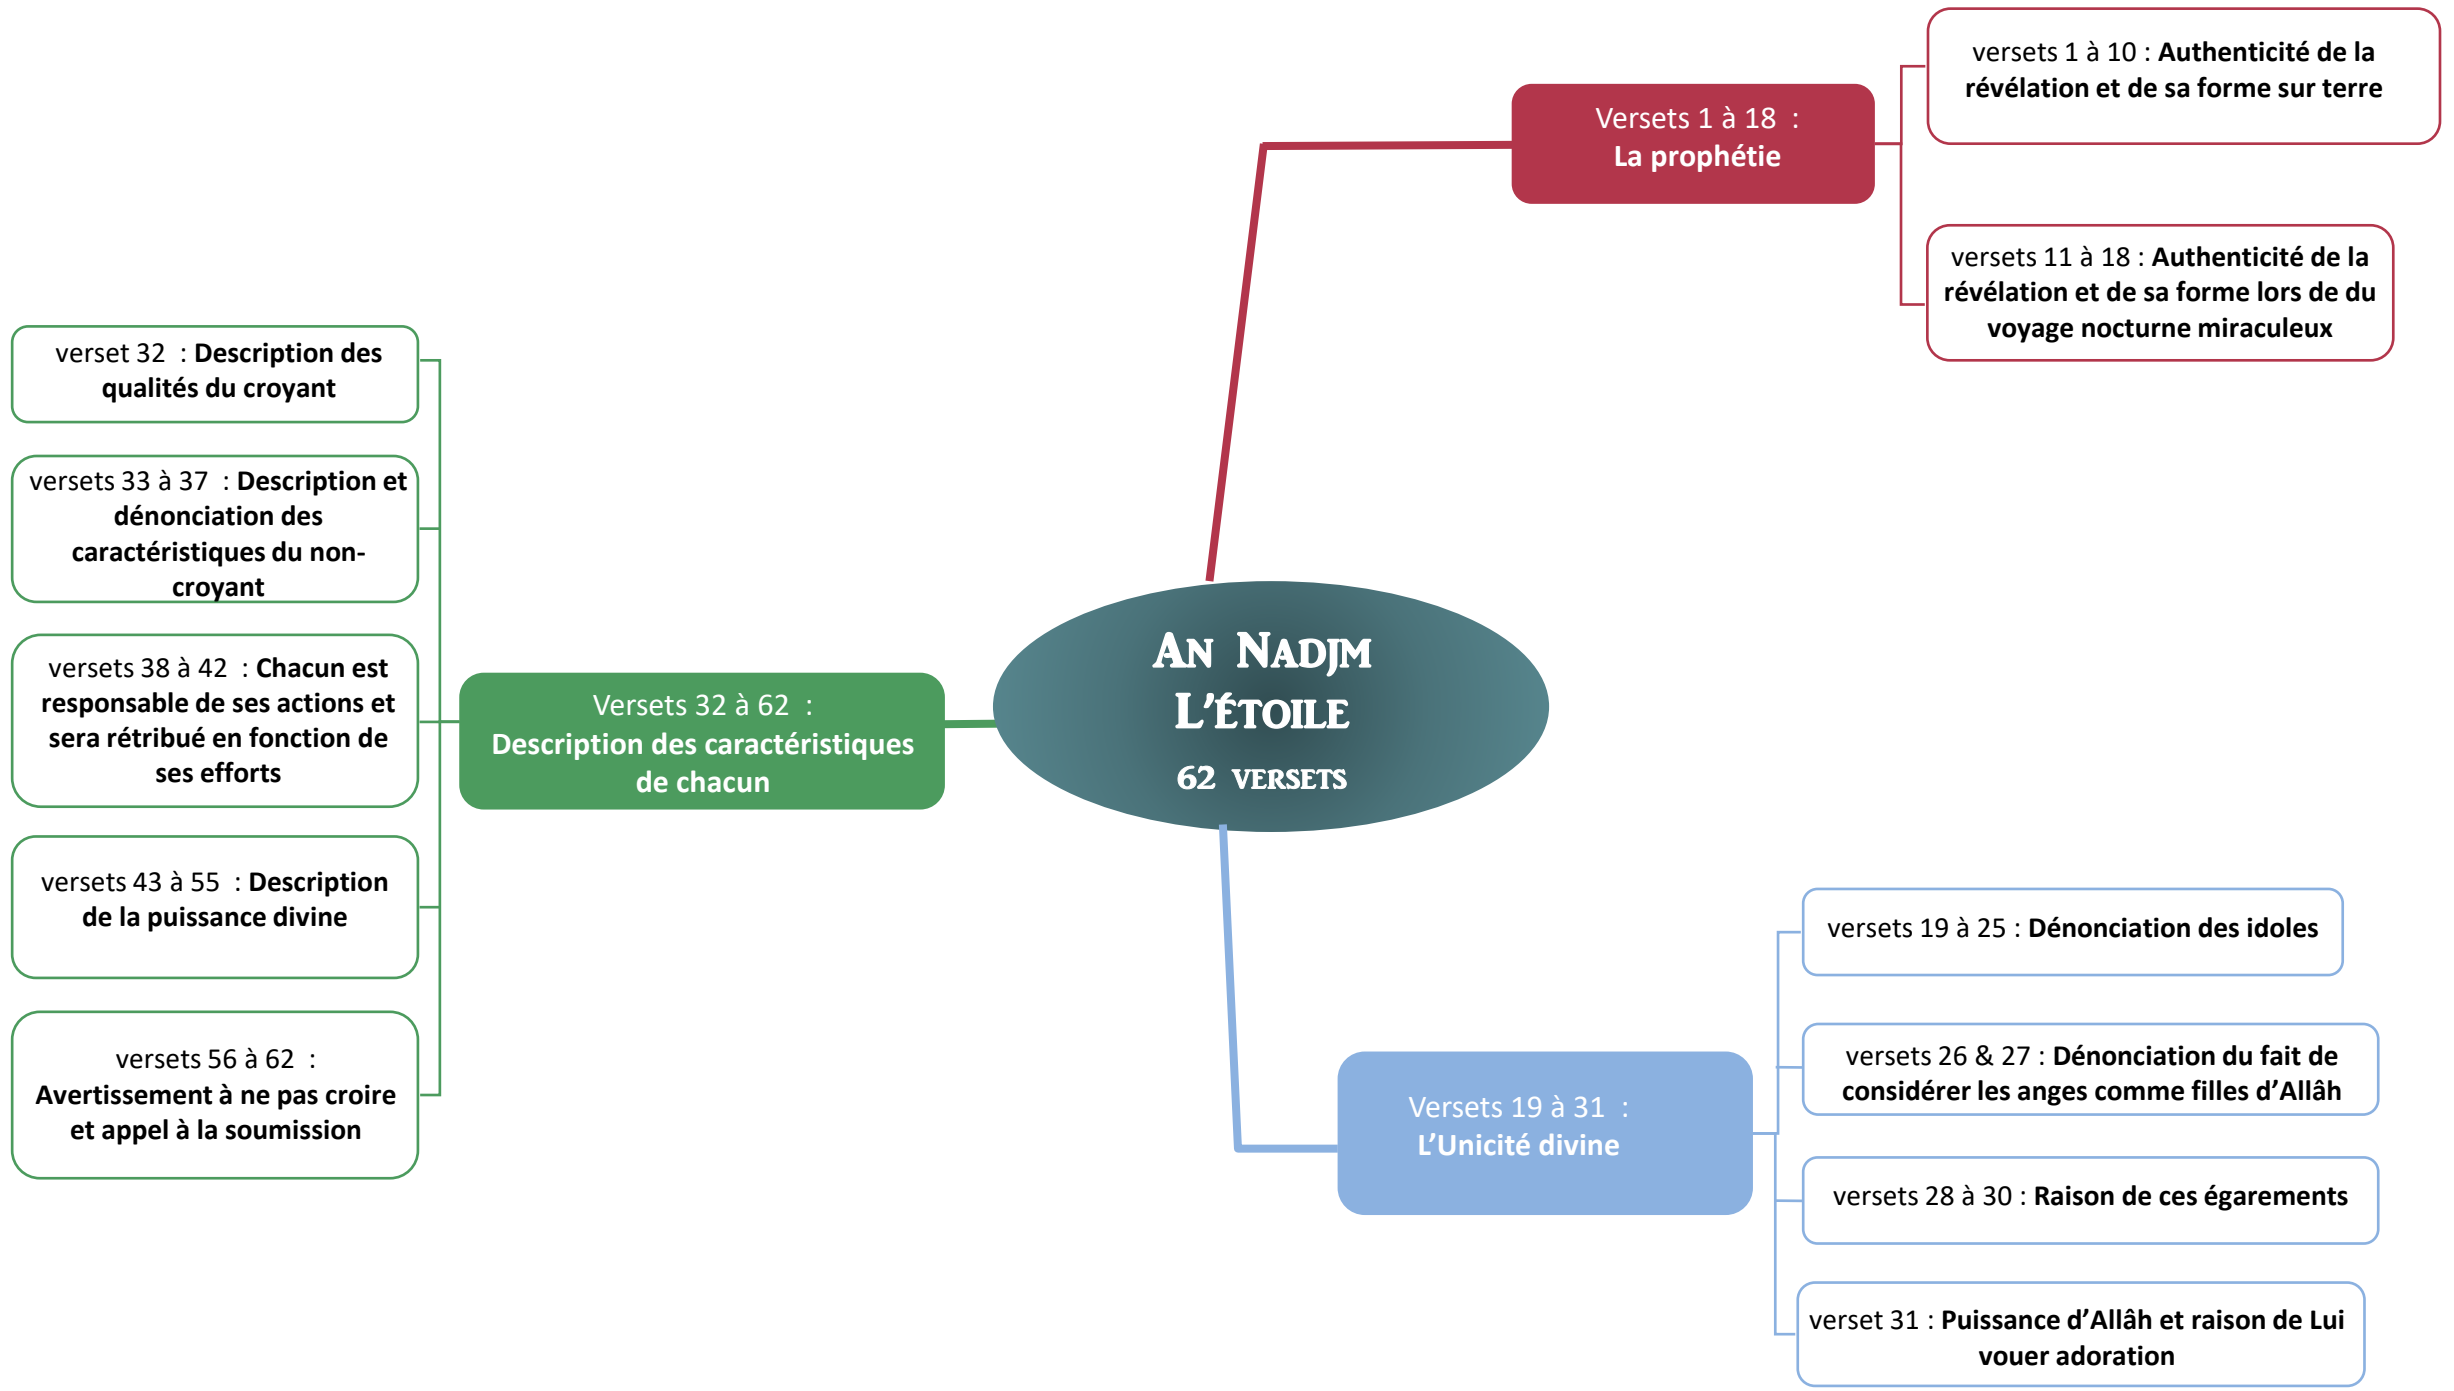 An Nadjm
L’étoile
62 versets
Versets 1 à 18 :
La prophétie
versets 1 à 10 : Authenticité de la
révélation et de sa forme sur terre
versets 11 à 18 : Authenticité de la
révélation et de sa forme lors de du
voyage nocturne miraculeux
Versets 19 à 31 :
L’Unicité divine
versets 19 à 25 : Dénonciation des idoles
versets 26 & 27 : Dénonciation du fait de
considérer les anges comme filles d’Allâh
versets 28 à 30 : Raison de ces égarements
verset 31 : Puissance d’Allâh et raison de Lui
vouer adoration
Versets 32 à 62 :
Description des caractéristiques
de chacun
verset 32 : Description des
qualités du croyant
versets 33 à 37 : Description et
dénonciation des
caractéristiques du non-
croyant
versets 38 à 42 : Chacun est
responsable de ses actions et
sera rétribué en fonction de
ses efforts
versets 43 à 55 : Description
de la puissance divine
versets 56 à 62 :
Avertissement à ne pas croire
et appel à la soumission